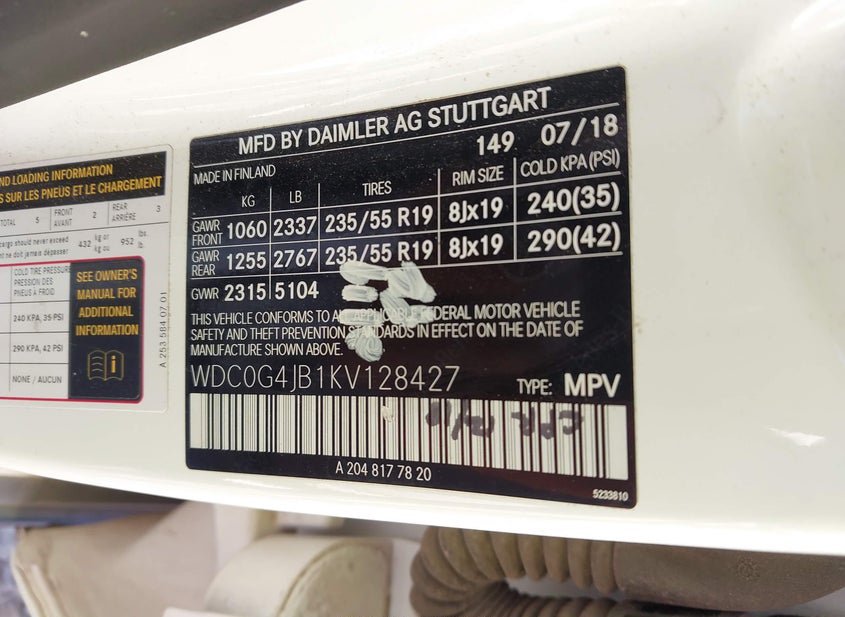 MFD BY DAIMLER AG STUTTGART
149 07/18
MADE IN FINLAND
KG LB TIRES RIM SIZE COLD KPA (PSI)
GAWR FRONT 1060 2337 235/55 R19 8Jx19 240(35)
GAWR REAR 1255 2767 235/55 R19 8Jx19 290(42)
GVWR 2315 5104
THIS VEHICLE CONFORMS TO ALL APPLICABLE FEDERAL MOTOR VEHICLE
SAFETY AND THEFT PREVENTION STANDARDS IN EFFECT ON THE DATE OF
MANUFACTURE SHOWN ABOVE.
WDC0G4JB1KV128427 TYPE: MPV
A 204 817 78 20
5233810
LOADING INFORMATION
SUR LES PNEUS ET LE CHARGEMENT
TOTAL 5 FRONT AVANT 2 REAR ARRIÈRE 3
cargo should never exceed 432 kg or 952 lbs.
ne doit jamais dépasser kg ou lb.
COLD TIRE PRESSURE
PRESSION DES
PNEUS À FROID
240 KPA, 35 PSI
290 KPA, 42 PSI
NONE / AUCUN
SEE OWNER'S
MANUAL FOR
ADDITIONAL
INFORMATION
A 253 584 07 01